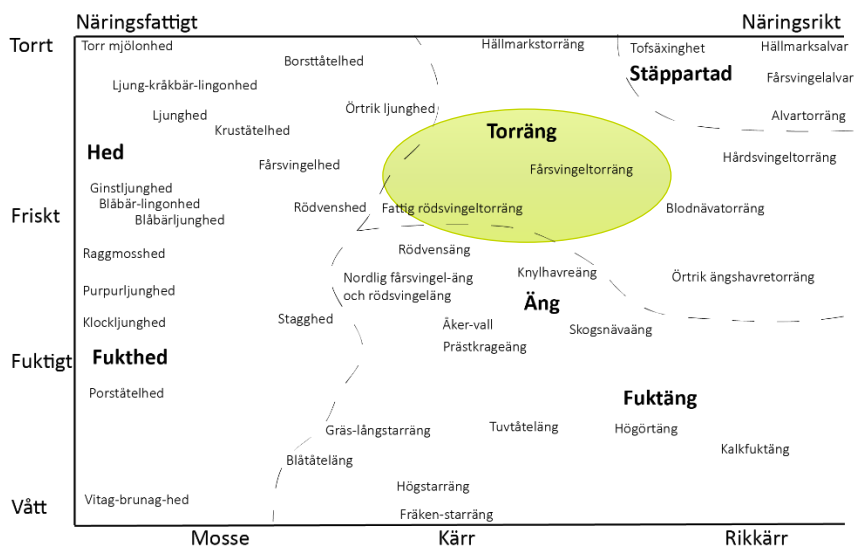 Näringsfattigt
Näringsrikt
Torrt
Torr mjölonhed
Hällmarkstorräng
Tofsäxinghet
Hällmarksalvar
Borsttåtelhed
Stäppartad
Fårsvingelalvar
Ljung-kråkbär-lingonhed
Örtrik ljunghed
Ljunghed
Alvartorräng
Kruståtelhed
Torräng
Hed
Fårsvingelhed
Fårsvingeltorräng
Hårdsvingeltorräng
Ginstljunghed
Blåbär-lingonhed
Blåbärljunghed
Rödvenshed
Fattig rödsvingeltorräng
Blodnävatorräng
Friskt
Raggmosshed
Rödvensäng
Nordlig fårsvingel-äng
och rödsvingeläng
Knylhavreäng
Örtrik ängshavretorräng
Purpurljunghed
Äng
Klockljunghed
Stagghed
Åker-vall
Skogsnävaäng
Prästkrageäng
Fuktigt
Fukthed
Porståtelhed
Fuktäng
Gräs-långstarräng
Tuvtåteläng
Högörtäng
Kalkfuktäng
Blåtåteläng
Högstarräng
Vått
Vitag-brunag-hed
Fräken-starräng
Mosse
Kärr
Rikkärr